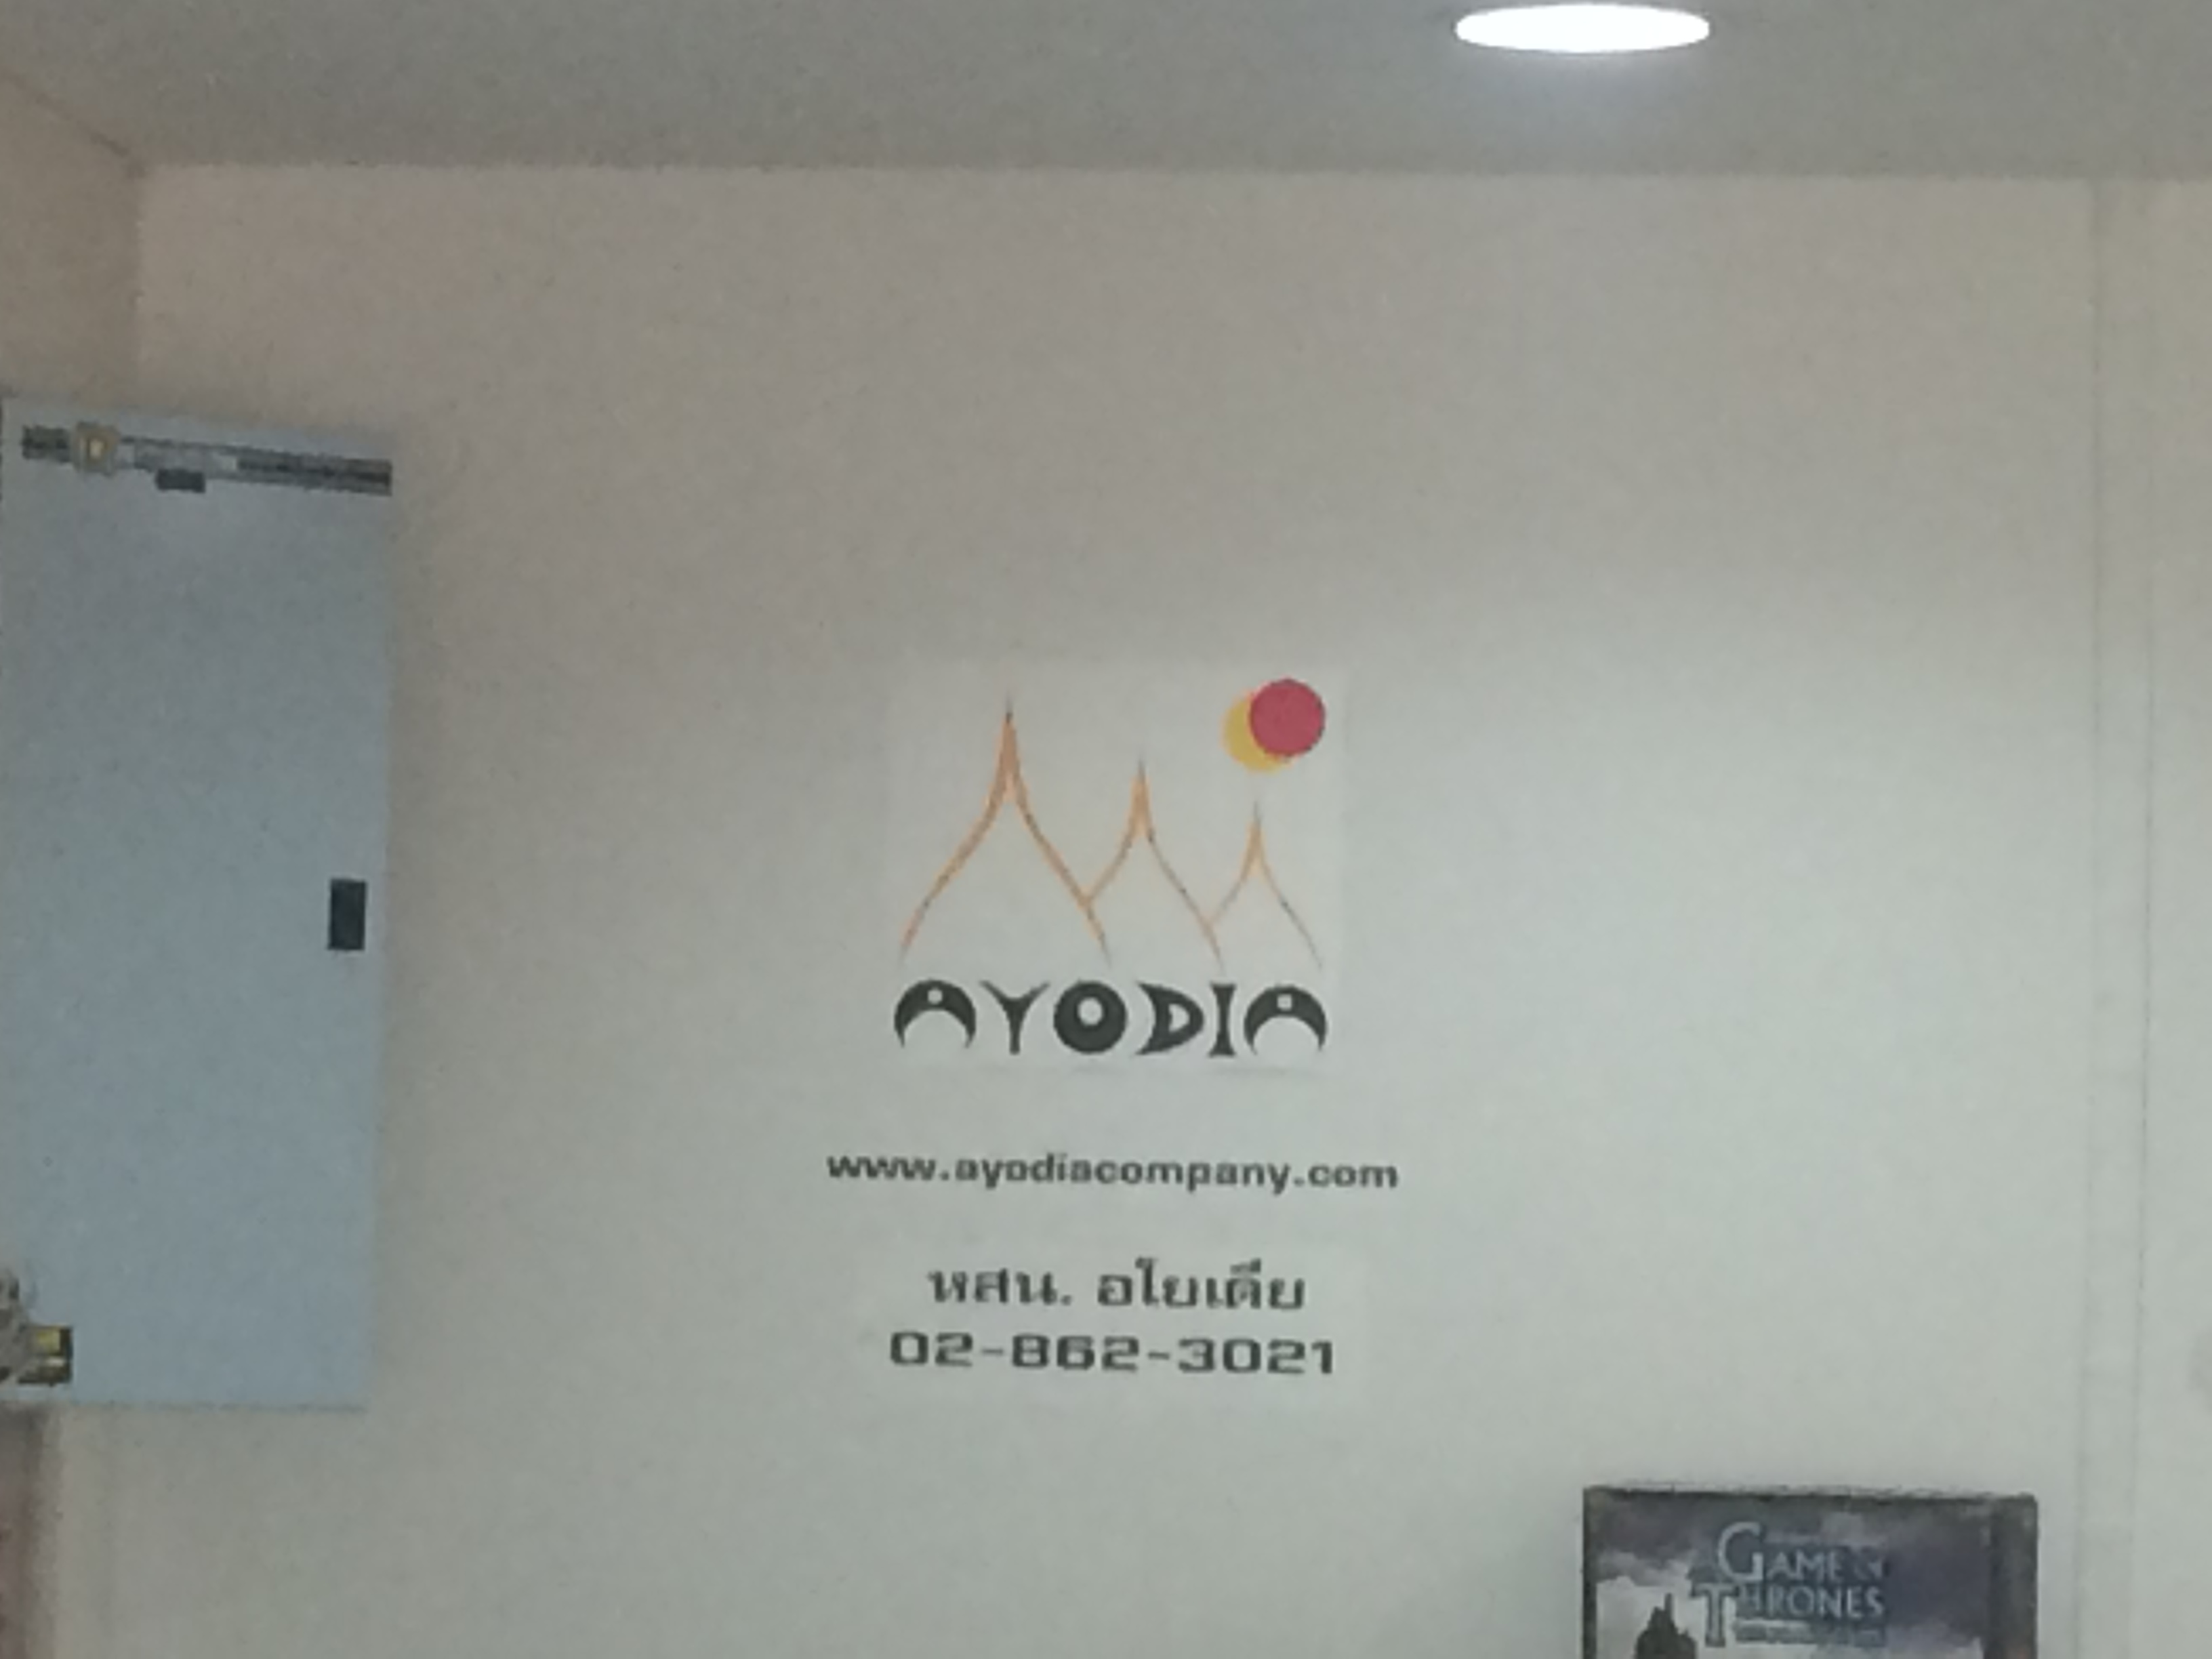 AYODIA
www.ayodiacompany.com
หสน. อโยเดีย
02-862-3021
GAME OF
THRONES